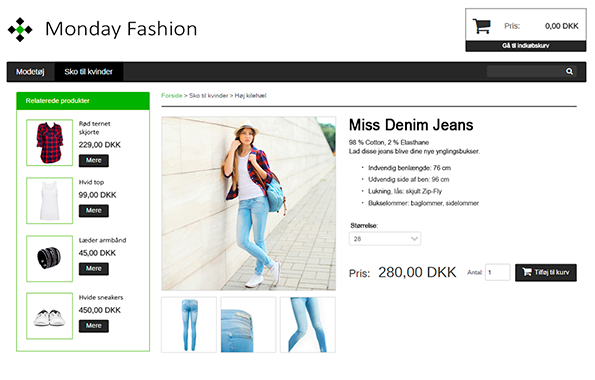 Monday Fashion
Pris: 0,00 DKK
Gå til indkøbskurv
Modetøj Sko til kvinder
Relaterede produkter
Rød ternet
skjorte
229,00 DKK
Mere
Hvid top
99,00 DKK
Mere
Læder armbånd
45,00 DKK
Mere
Hvide sneakers
450,00 DKK
Mere
Forside > Sko til kvinder > Høj kilehæl
Miss Denim Jeans
98 % Cotton, 2 % Elasthane
Lad disse jeans blive dine nye ynglingsbukser.
Indvendig benlængde: 76 cm
Udvendig side af ben: 96 cm
Lukning, lås: skjult Zip-Fly
Bukselommer: baglommer, sidelommer
Størrelse:
28
Pris: 280,00 DKK Antal: 1 Tilføj til kurv